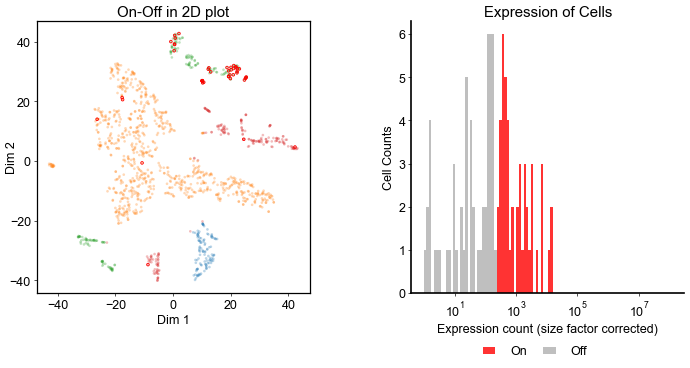 On-Off in 2D plot
Expression of Cells
Dim 2
40
20
0
−20
−40
−40 −20 0 20 40
Dim 1
Cell Counts
6
5
4
3
2
1
0
10^1 10^3 10^5 10^7
Expression count (size factor corrected)
On Off